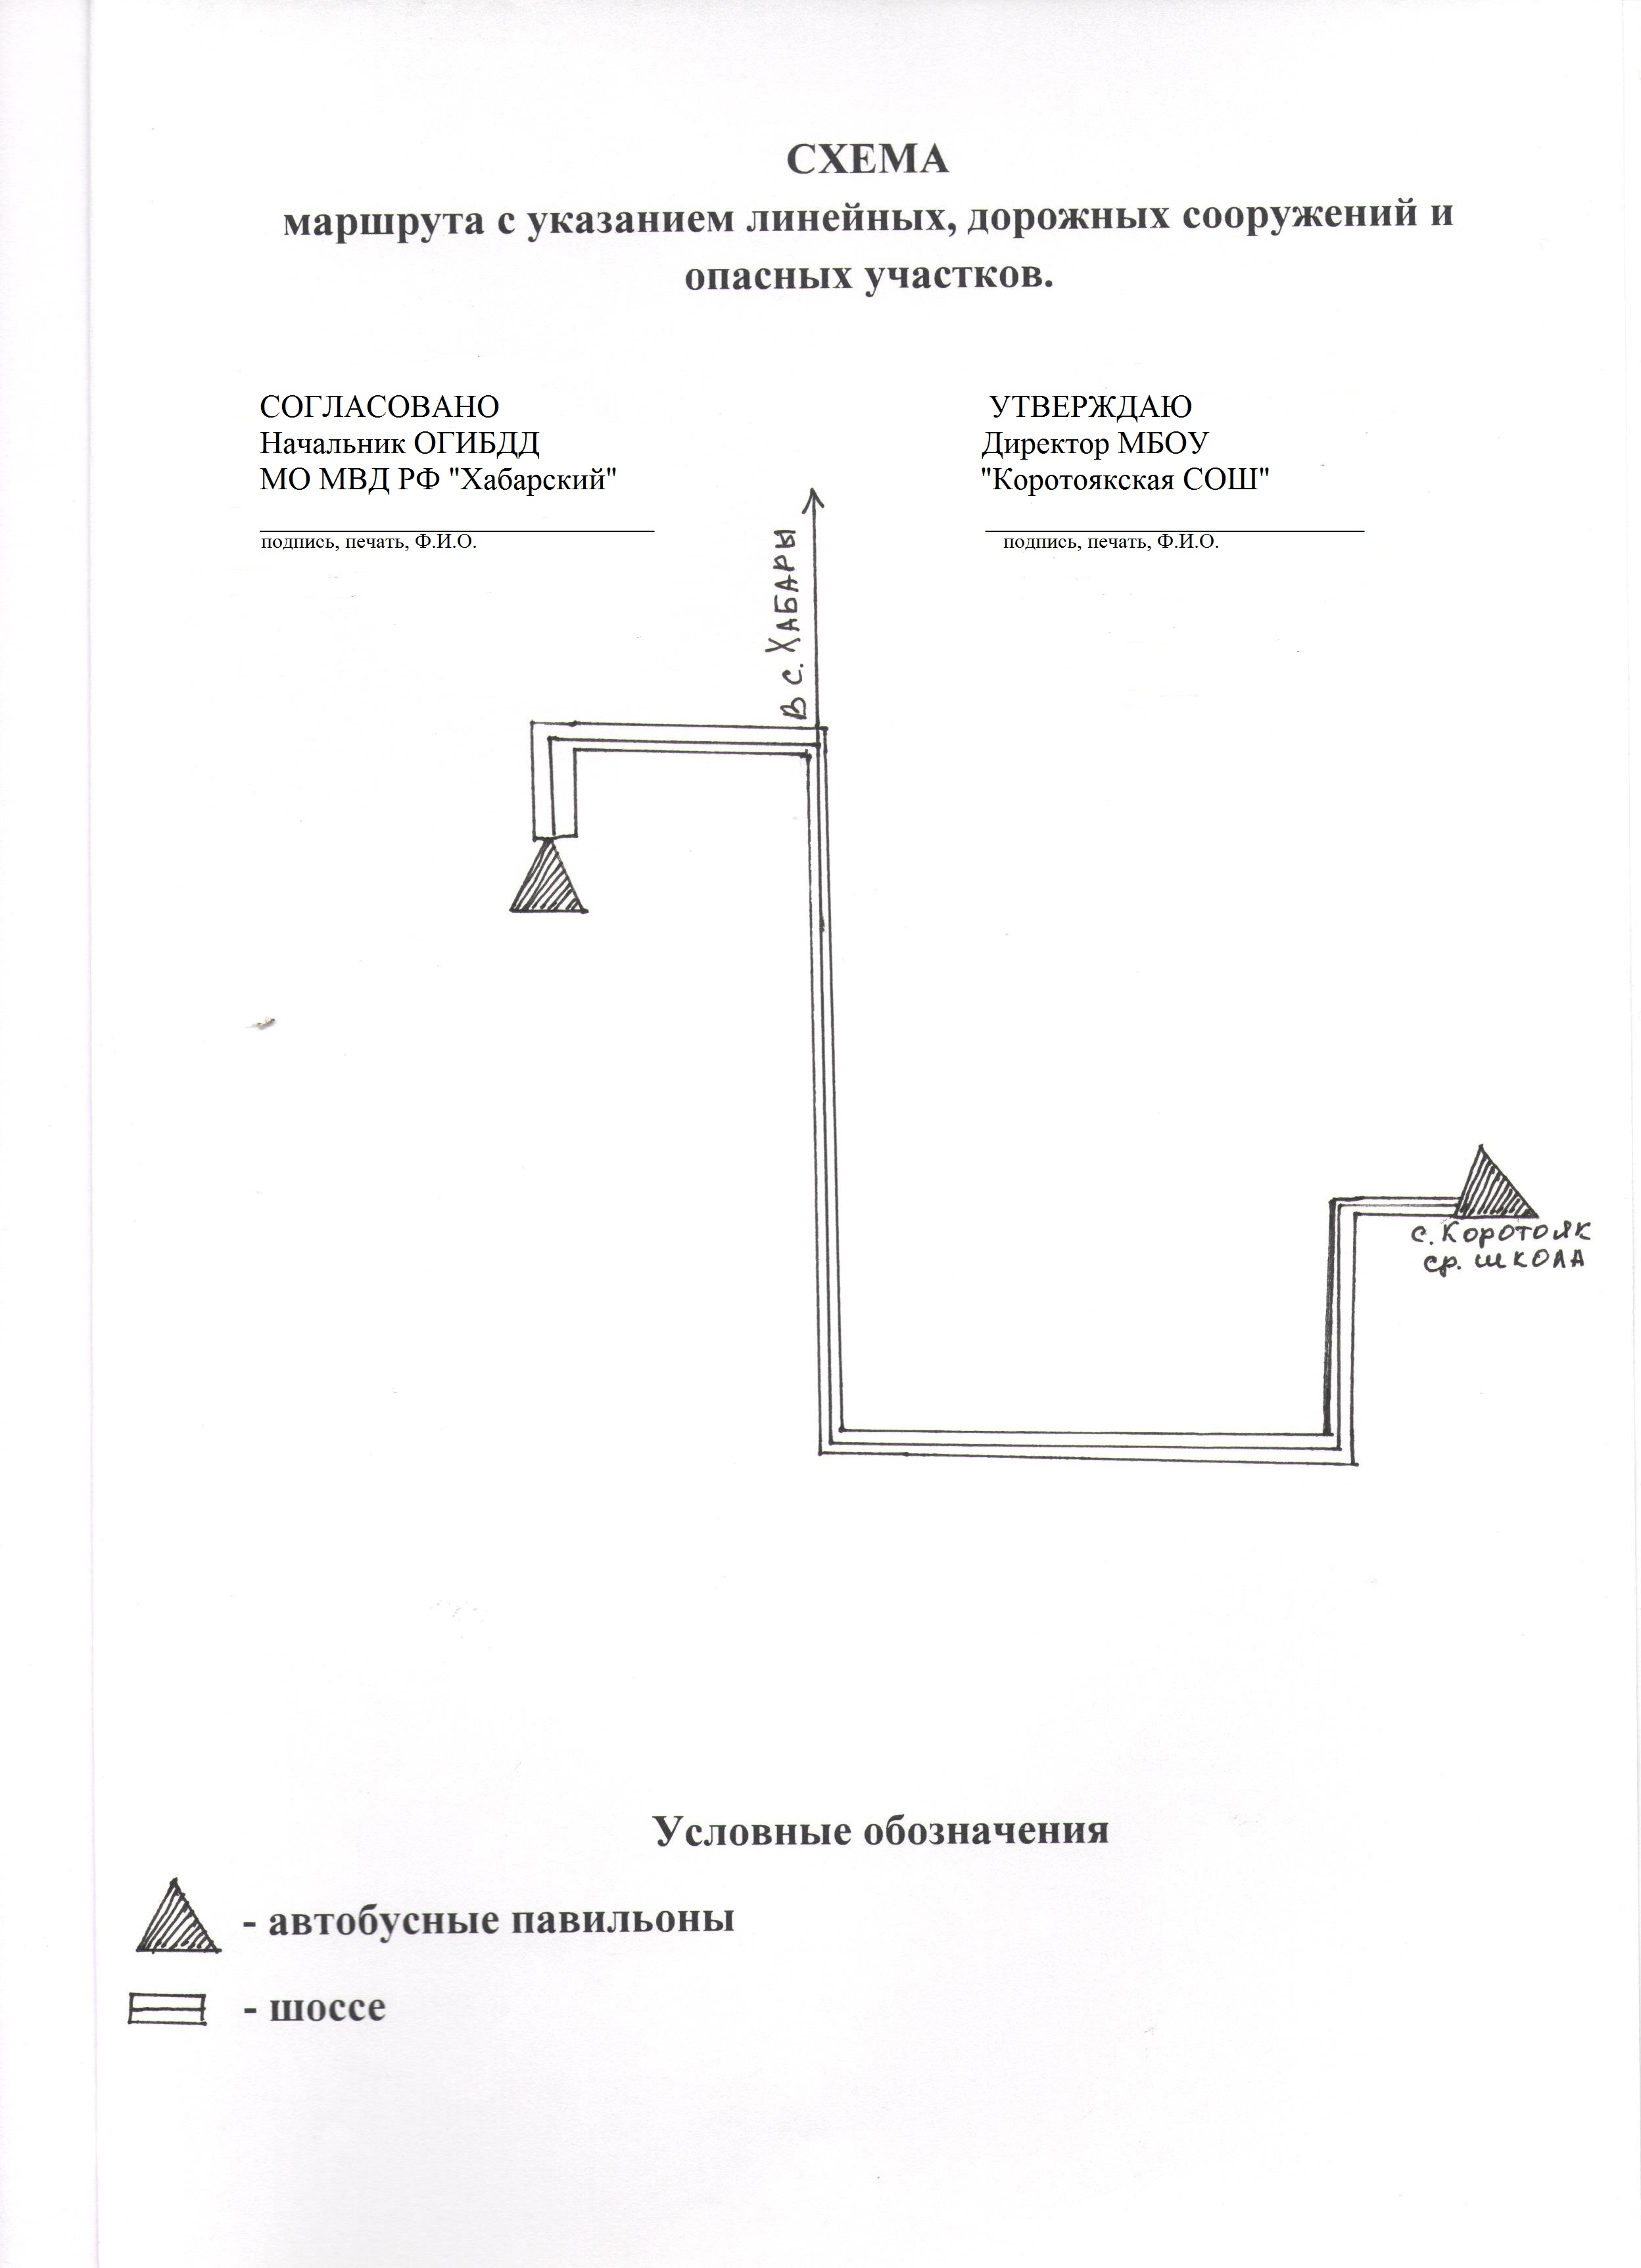 СХЕМА
маршрута с указанием линейных, дорожных сооружений и
опасных участков.
СОГЛАСОВАНО
Начальник ОГИБДД
МО МВД РФ "Хабарский"
подпись, печать, Ф.И.О.
УТВЕРЖДАЮ
Директор МБОУ
"Коротоякская СОШ"
подпись, печать, Ф.И.О.
В с. ХАБАРЫ
с. Коротояк
ср. школа
Условные обозначения
- автобусные павильоны
- шоссе